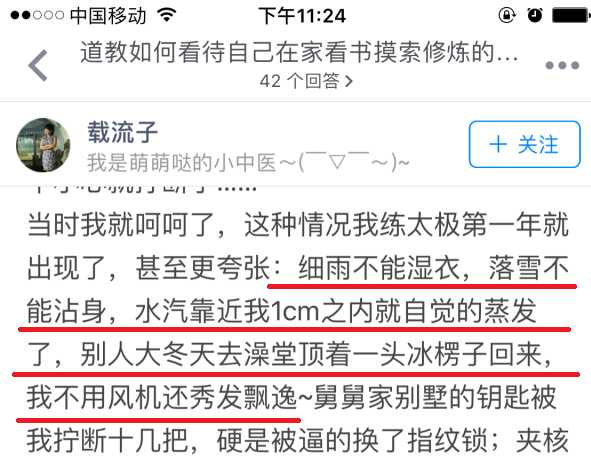 中国移动 下午11:24
道教如何看待自己在家看书摸索修炼的...
42 个回答
载流子
我是萌萌哒的小中医～(￣▽￣～)~
＋ 关注
当时我就呵呵了，这种情况我练太极第一年就
出现了，甚至更夸张：细雨不能湿衣，落雪不
能沾身，水汽靠近我1cm之内就自觉的蒸发
了，别人大冬天去澡堂顶着一头冰楞子回来，
我不用风机还秀发飘逸~舅舅家别墅的钥匙被
我拧断十几把，硬是被逼的换了指纹锁；夹核